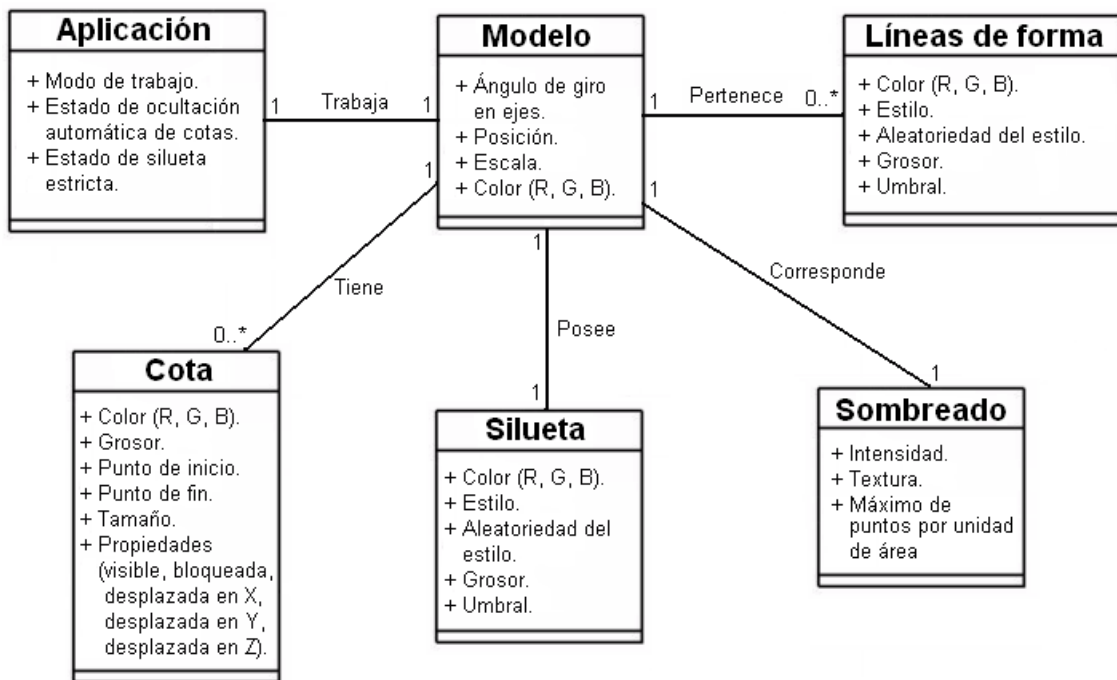 Aplicación
+ Modo de trabajo.
+ Estado de ocultación
automática de cotas.
+ Estado de silueta
estricta.
1
Trabaja
1
Modelo
+ Ángulo de giro
en ejes.
+ Posición.
+ Escala.
+ Color (R, G, B).
1
Pertenece
0..*
Líneas de forma
+ Color (R, G, B).
+ Estilo.
+ Aleatoriedad del estilo.
+ Grosor.
+ Umbral.
1
Tiene
0..*
1
Posee
1
1
Corresponde
1
Cota
+ Color (R, G, B).
+ Grosor.
+ Punto de inicio.
+ Punto de fin.
+ Tamaño.
+ Propiedades
(visible, bloqueada,
desplazada en X,
desplazada en Y,
desplazada en Z).
Silueta
+ Color (R, G, B).
+ Estilo.
+ Aleatoriedad del
estilo.
+ Grosor.
+ Umbral.
Sombreado
+ Intensidad.
+ Textura.
+ Máximo de
puntos por unidad
de área